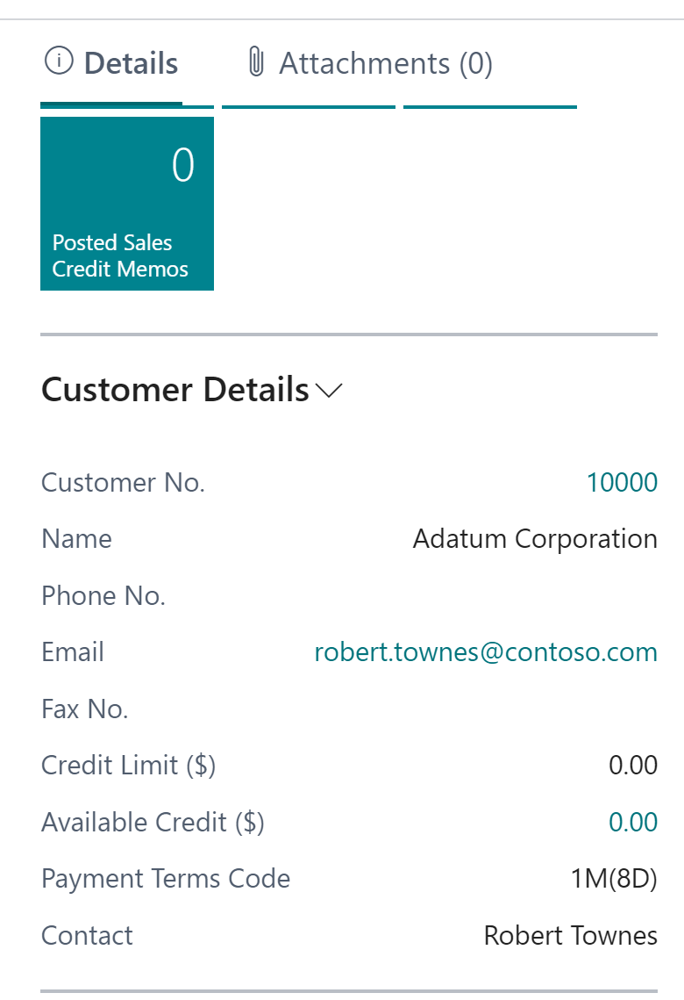 Details Attachments (0)
0
Posted Sales
Credit Memos
Customer Details
Customer No. 10000
Name Adatum Corporation
Phone No.
Email robert.townes@contoso.com
Fax No.
Credit Limit ($) 0.00
Available Credit ($) 0.00
Payment Terms Code 1M(8D)
Contact Robert Townes